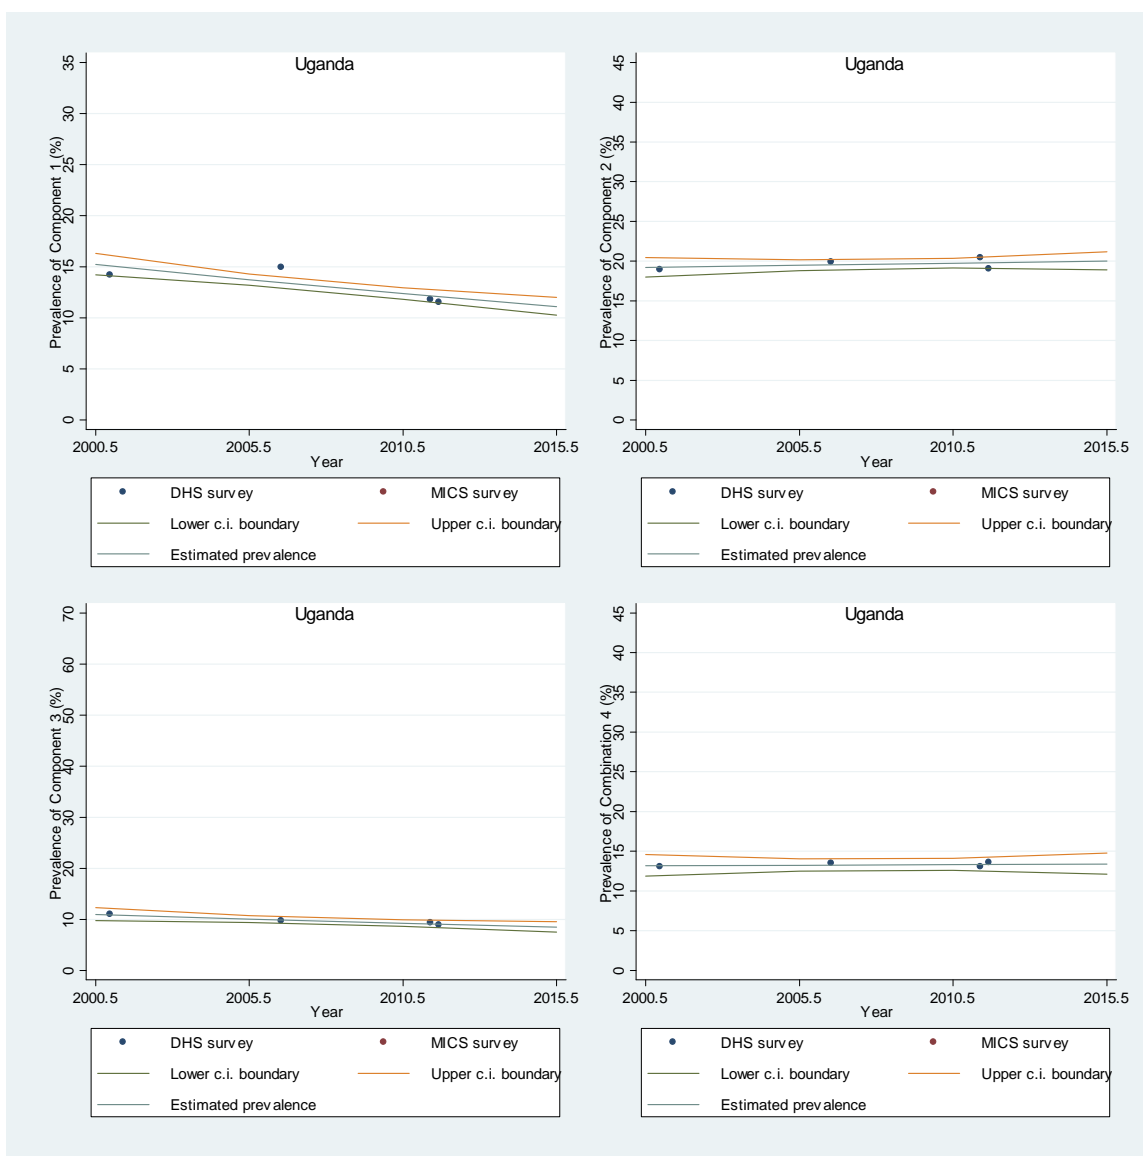 Uganda
Prevalence of Component 1 (%)
35
30
25
20
15
10
5
0
2000.5 2005.5 2010.5 2015.5
Year
DHS survey MICS survey
Lower c.i. boundary Upper c.i. boundary
Estimated prevalence
Uganda
Prevalence of Component 2 (%)
45
40
35
30
25
20
15
10
5
0
2000.5 2005.5 2010.5 2015.5
Year
DHS survey MICS survey
Lower c.i. boundary Upper c.i. boundary
Estimated prevalence
Uganda
Prevalence of Component 3 (%)
70
60
50
40
30
20
10
0
2000.5 2005.5 2010.5 2015.5
Year
DHS survey MICS survey
Lower c.i. boundary Upper c.i. boundary
Estimated prevalence
Uganda
Prevalence of Combination 4 (%)
45
40
35
30
25
20
15
10
5
0
2000.5 2005.5 2010.5 2015.5
Year
DHS survey MICS survey
Lower c.i. boundary Upper c.i. boundary
Estimated prevalence